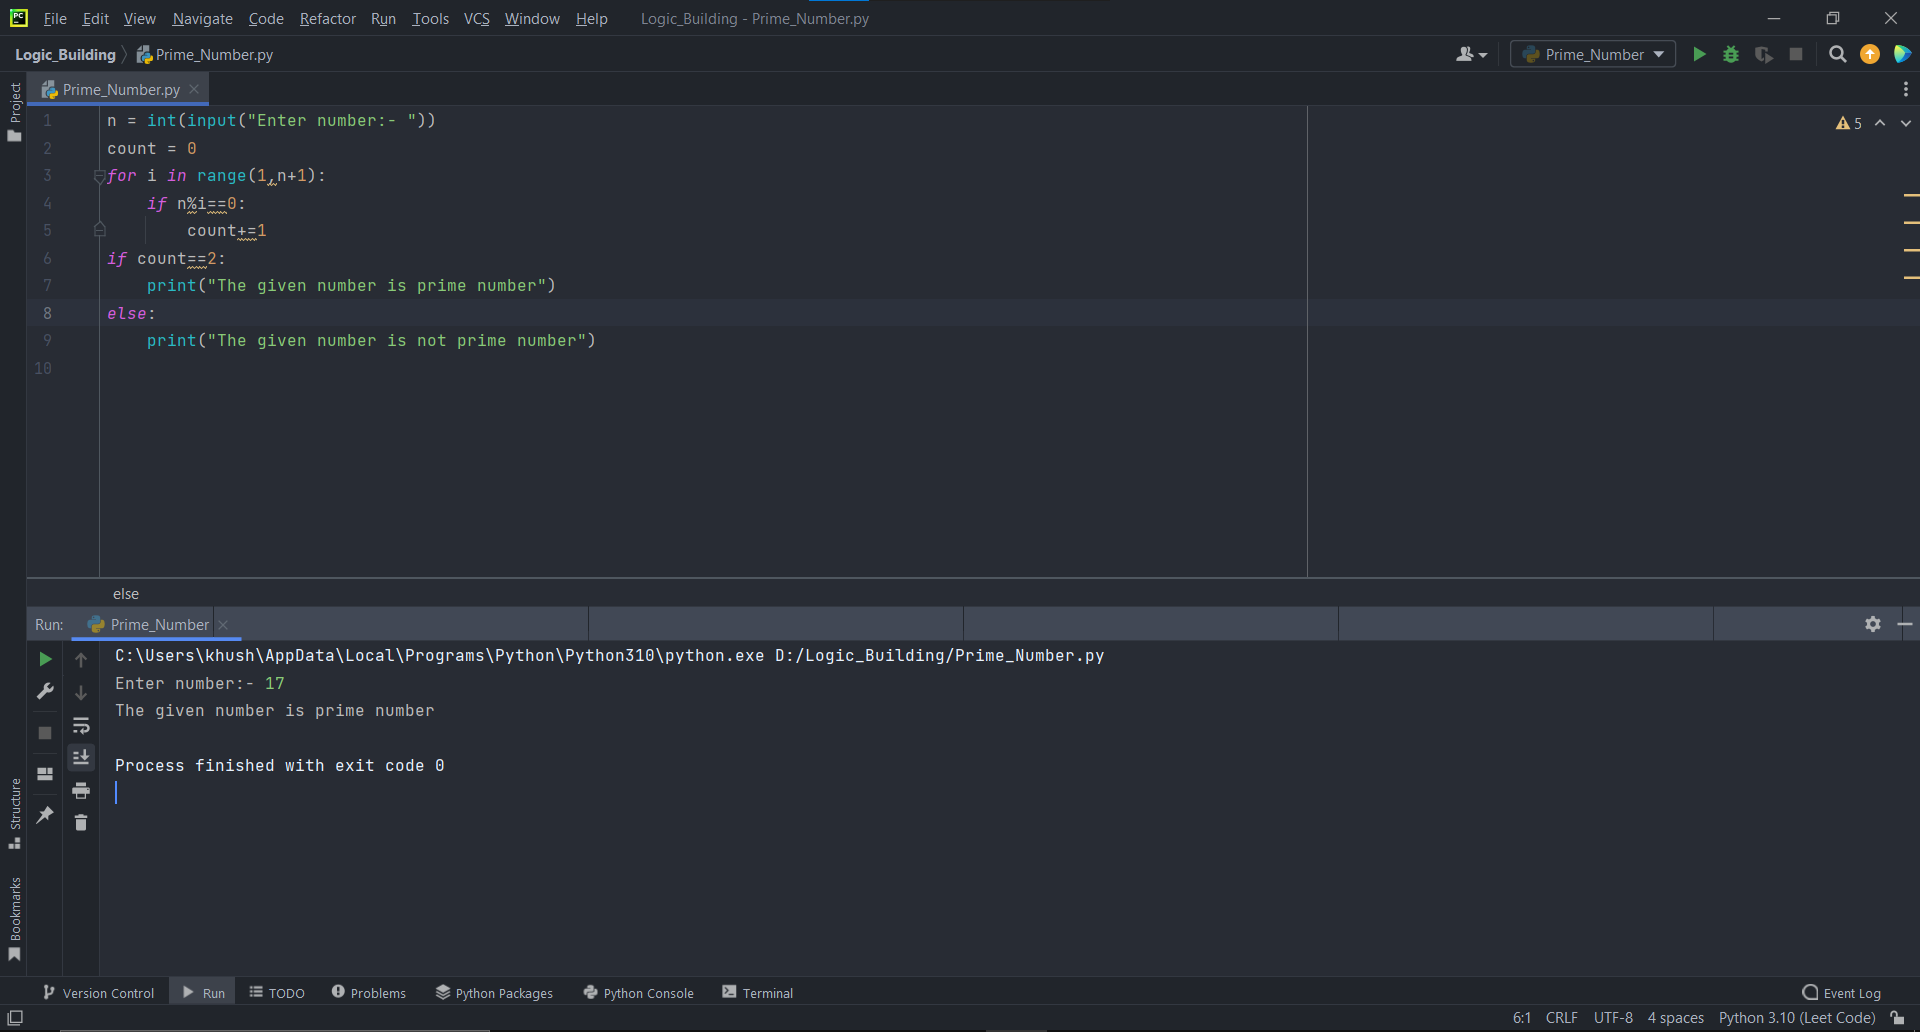 PC File Edit View Navigate Code Refactor Run Tools VCS Window Help Logic_Building - Prime_Number.py
Logic_Building Prime_Number.py Prime_Number
Project
Prime_Number.py
5
1 n = int(input("Enter number:- "))
2 count = 0
3 for i in range(1,n+1):
4 if n%i==0:
5 count+=1
6 if count==2:
7 print("The given number is prime number")
8 else:
9 print("The given number is not prime number")
10
else
Run: Prime_Number
C:\Users\khush\AppData\Local\Programs\Python\Python310\python.exe D:/Logic_Building/Prime_Number.py
Enter number:- 17
The given number is prime number
Process finished with exit code 0
Structure
Bookmarks
Version Control Run TODO Problems Python Packages Python Console Terminal Event Log
6:1 CRLF UTF-8 4 spaces Python 3.10 (Leet Code)